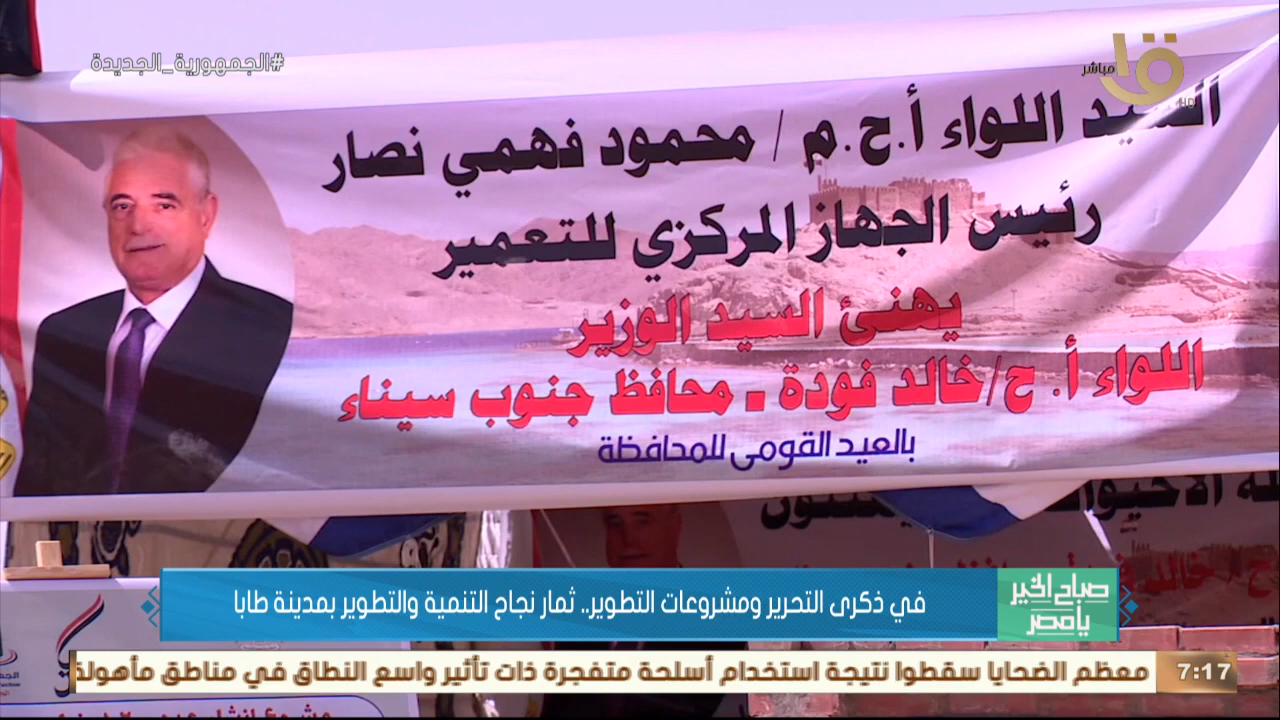 #الجمهورية_الجديدة
مباشر
HD
السيد اللواء أ.ح.م / محمود فهمي نصار
رئيس الجهاز المركزي للتعمير
يهنئ السيد الوزير
اللواء أ. ح/خالد فودة - محافظ جنوب سيناء
بالعيد القومى للمحافظة
في ذكرى التحرير ومشروعات التطوير.. ثمار نجاح التنمية والتطوير بمدينة طابا
صباح الخير
يا مصر
معظم الضحايا سقطوا نتيجة استخدام أسلحة متفجرة ذات تأثير واسع النطاق في مناطق مأهولة
7:17